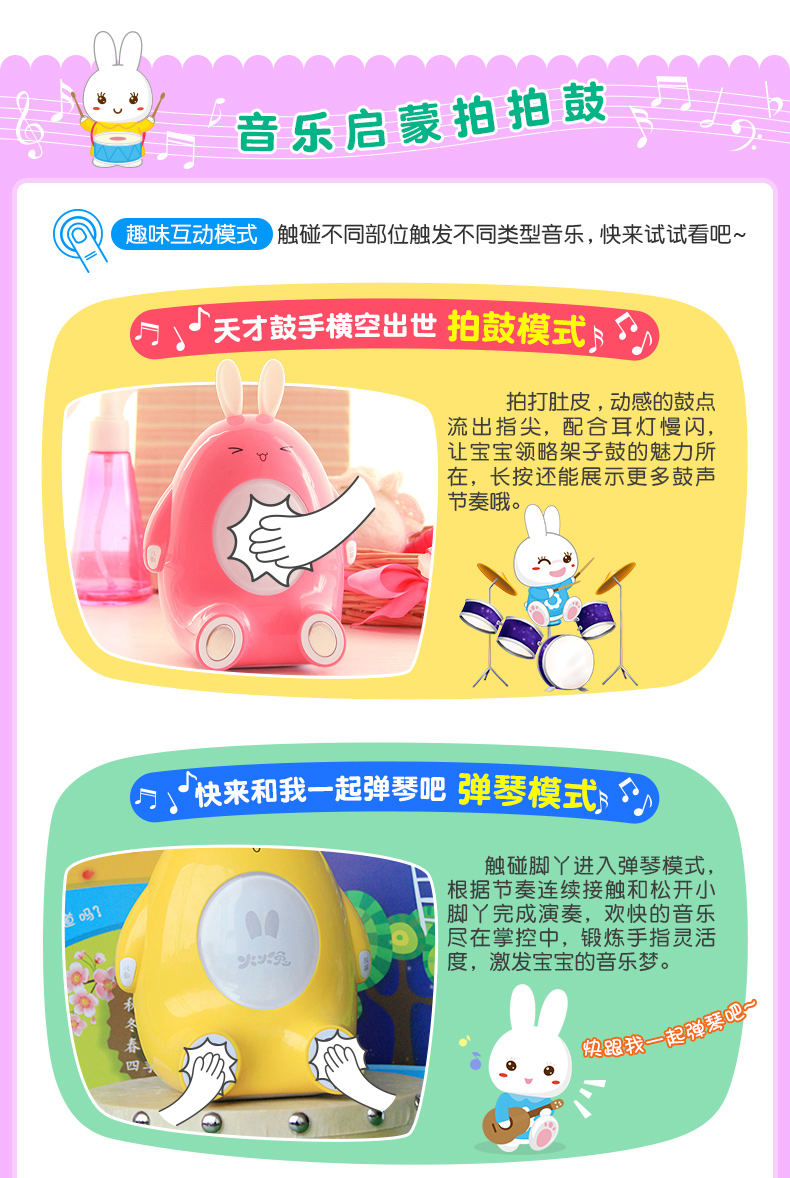 音乐启蒙拍拍鼓
趣味互动模式 触碰不同部位触发不同类型音乐，快来试试看吧~
天才鼓手横空出世 拍鼓模式
拍打肚皮，动感的鼓点
流出指尖，配合耳灯慢闪，
让宝宝领略架子鼓的魅力所
在，长按还能展示更多鼓声
节奏哦。
快来和我一起弹琴吧 弹琴模式
触碰脚丫进入弹琴模式，
根据节奏连续接触和松开小
脚丫完成演奏，欢快的音乐
尽在掌控中，锻炼手指灵活
度，激发宝宝的音乐梦。
吗？
火火兔
冬
春
四季
快跟我一起弹琴吧~